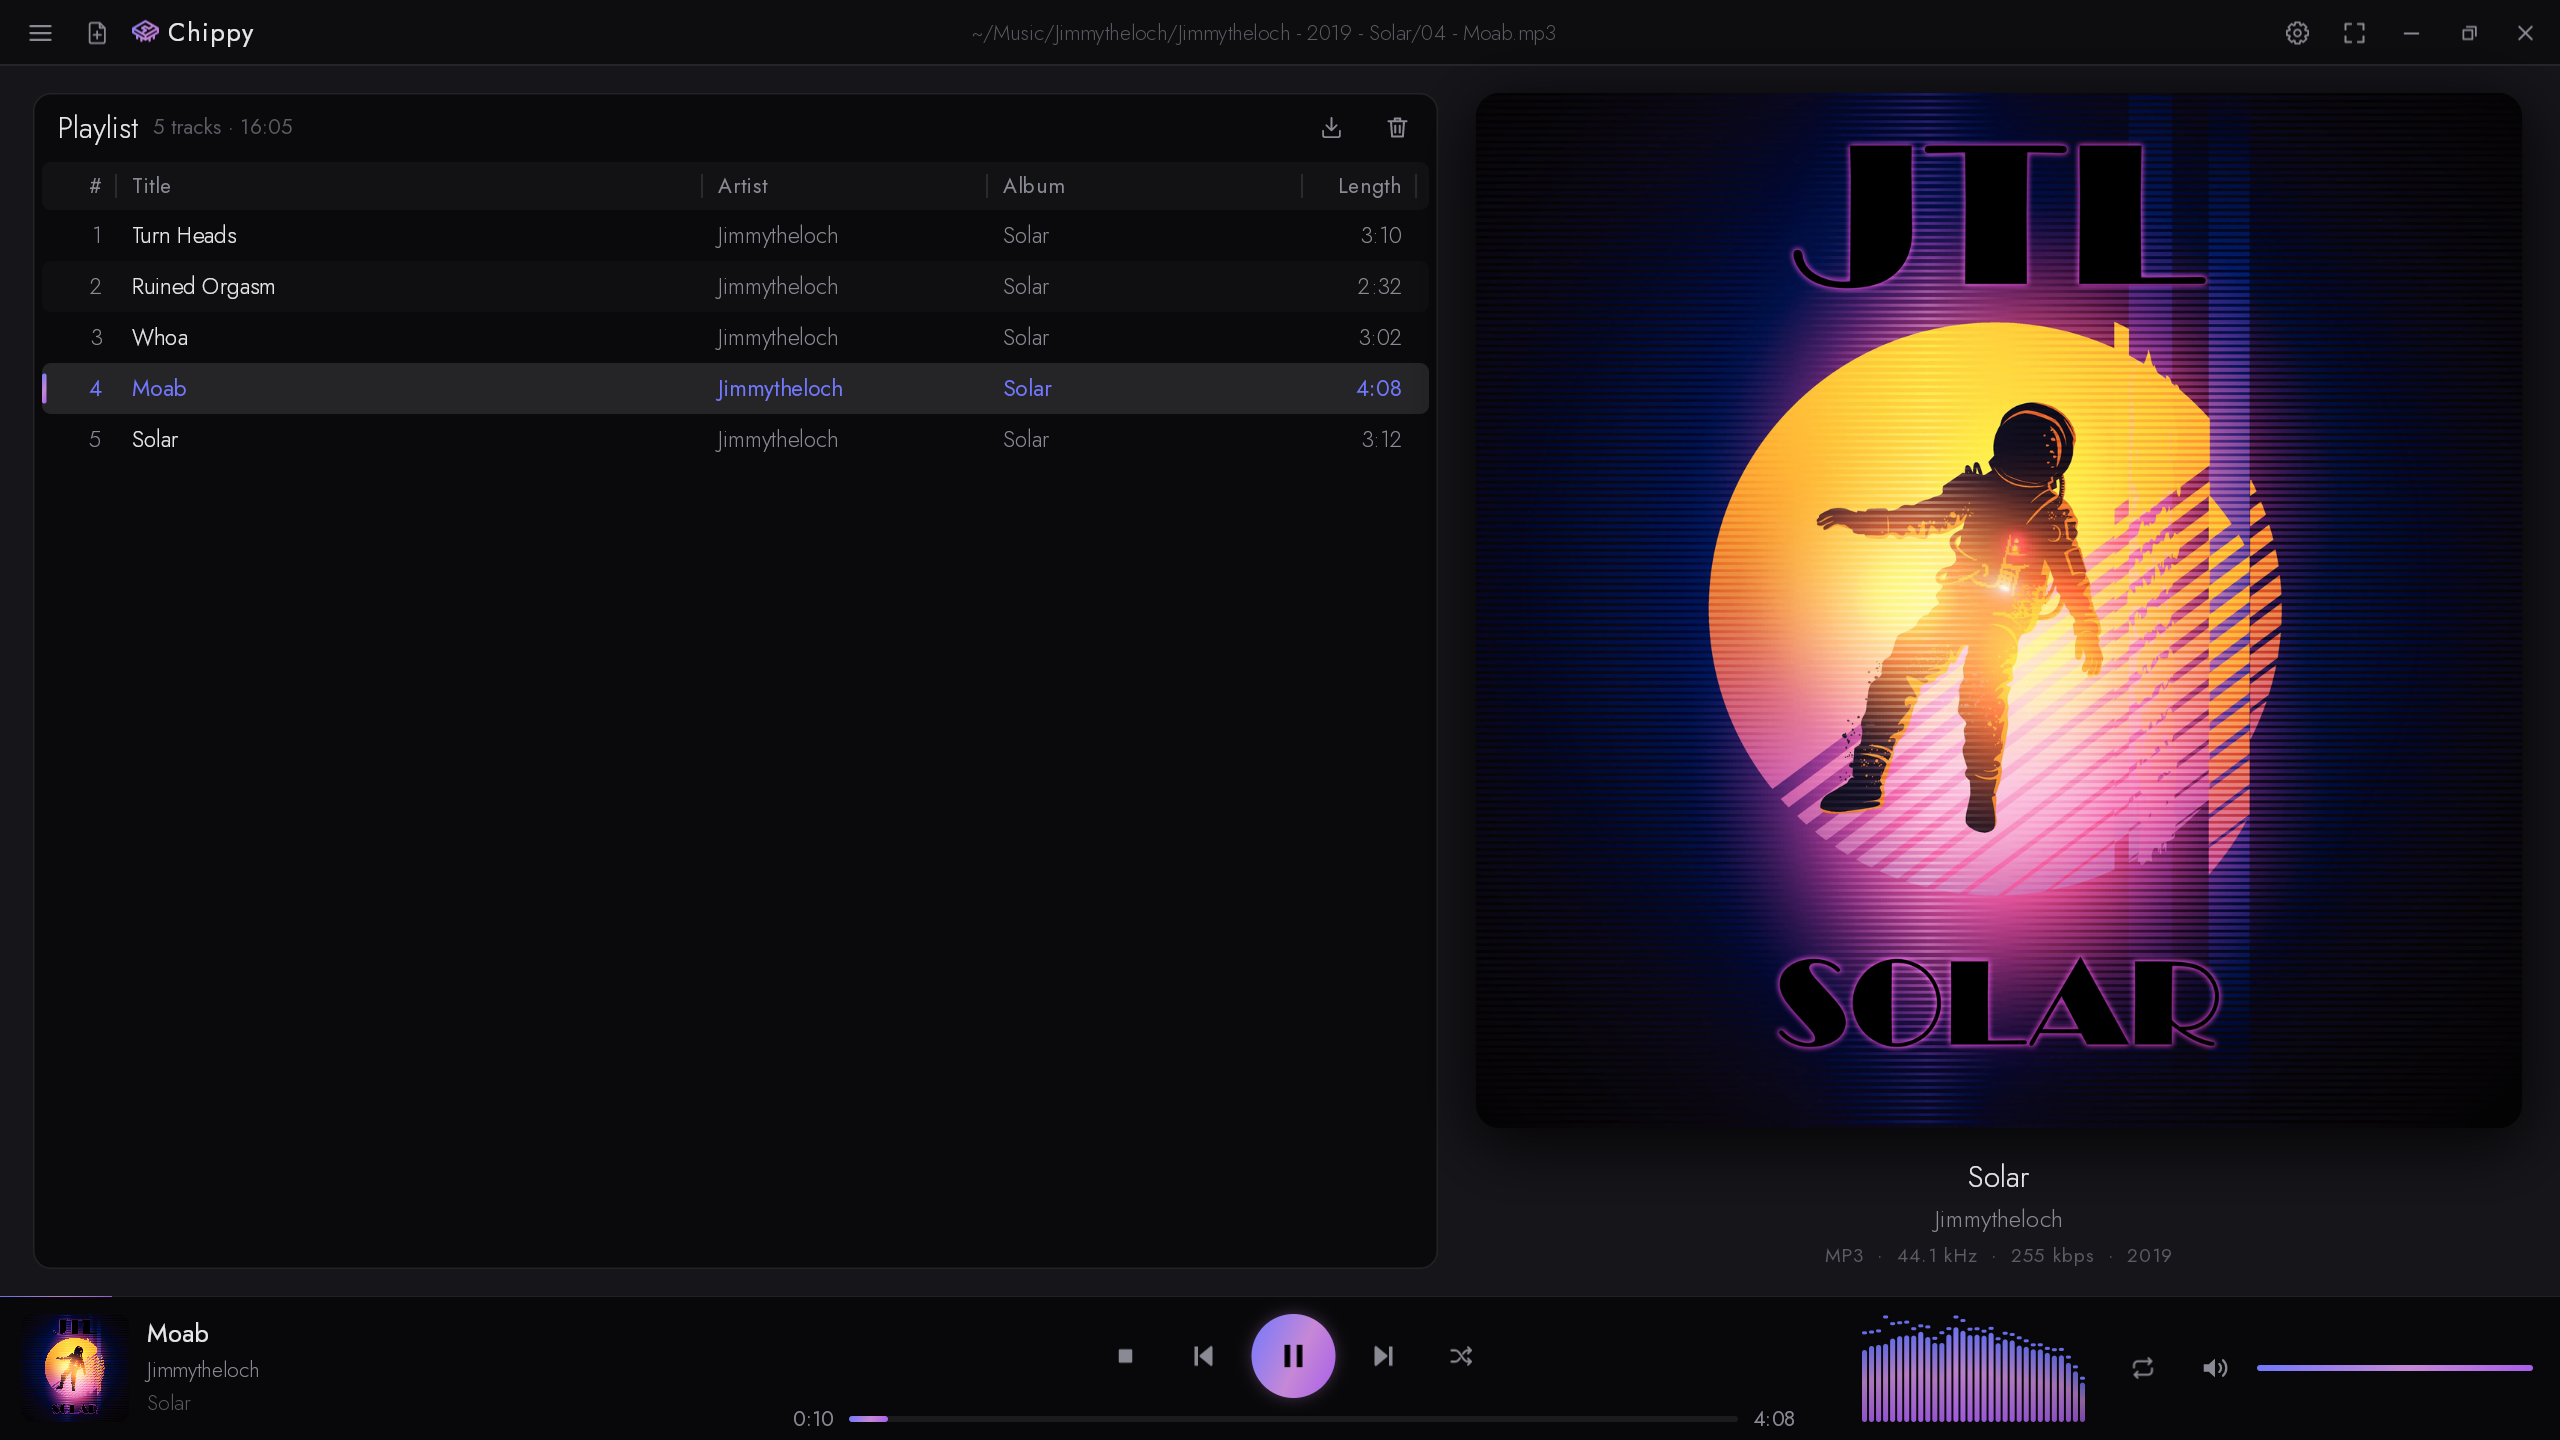 Chippy
~/Music/Jimmytheloch/Jimmytheloch - 2019 - Solar/04 - Moab.mp3
Playlist 5 tracks · 16:05
# Title Artist Album Length
1 Turn Heads Jimmytheloch Solar 3:10
2 Ruined Orgasm Jimmytheloch Solar 2:32
3 Whoa Jimmytheloch Solar 3:02
4 Moab Jimmytheloch Solar 4:08
5 Solar Jimmytheloch Solar 3:12
JTL
SOLAR
Solar
Jimmytheloch
MP3 · 44.1 kHz · 255 kbps · 2019
JTL
SOLAR
Moab
Jimmytheloch
Solar
0:10
4:08